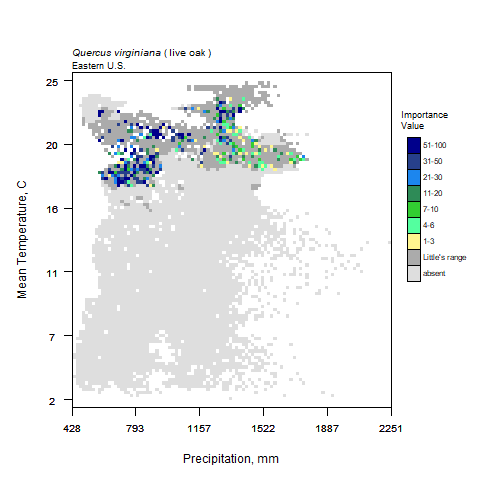 Quercus virginiana ( live oak )
Eastern U.S.
Importance
Value
51-100
31-50
21-30
11-20
7-10
4-6
1-3
Little's range
absent
25
20
16
11
7
2
Mean Temperature, C
428 793 1157 1522 1887 2251
Precipitation, mm